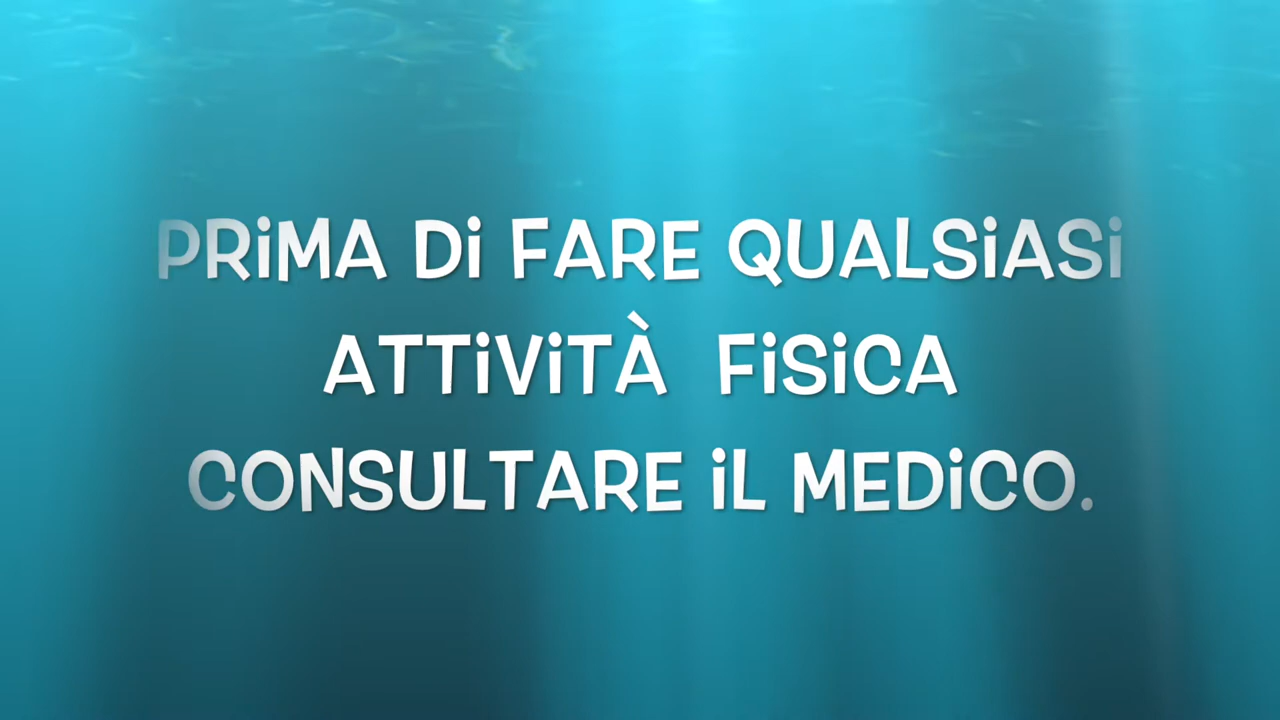 PRiMA Di FARE QUALSiASi
ATTiViTÀ FiSiCA
CONSULTARE iL MEDiCO.